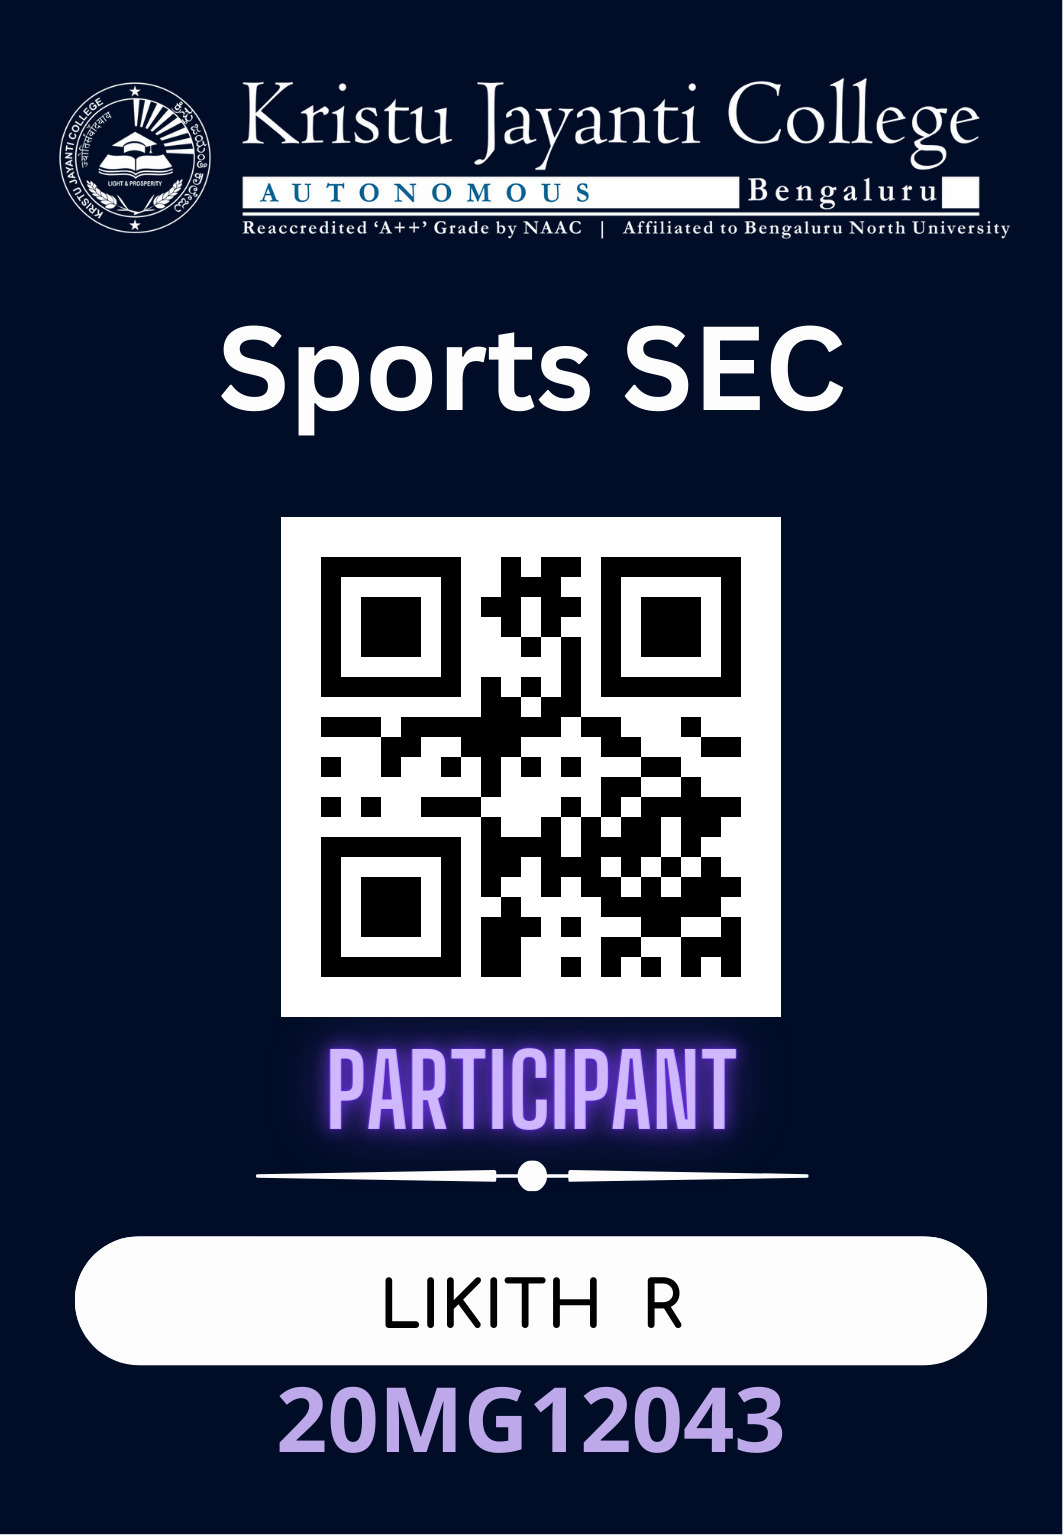 Kristu Jayanti College
AUTONOMOUS Bengaluru
Reaccredited ‘A++’ Grade by NAAC | Affiliated to Bengaluru North University
KRISTU JAYANTI COLLEGE
ಕ್ರಿಸ್ತು ಜಯಂತಿ ಕಾಲೇಜು
LIGHT & PROSPERITY
Sports SEC
PARTICIPANT
LIKITH R
20MG12043